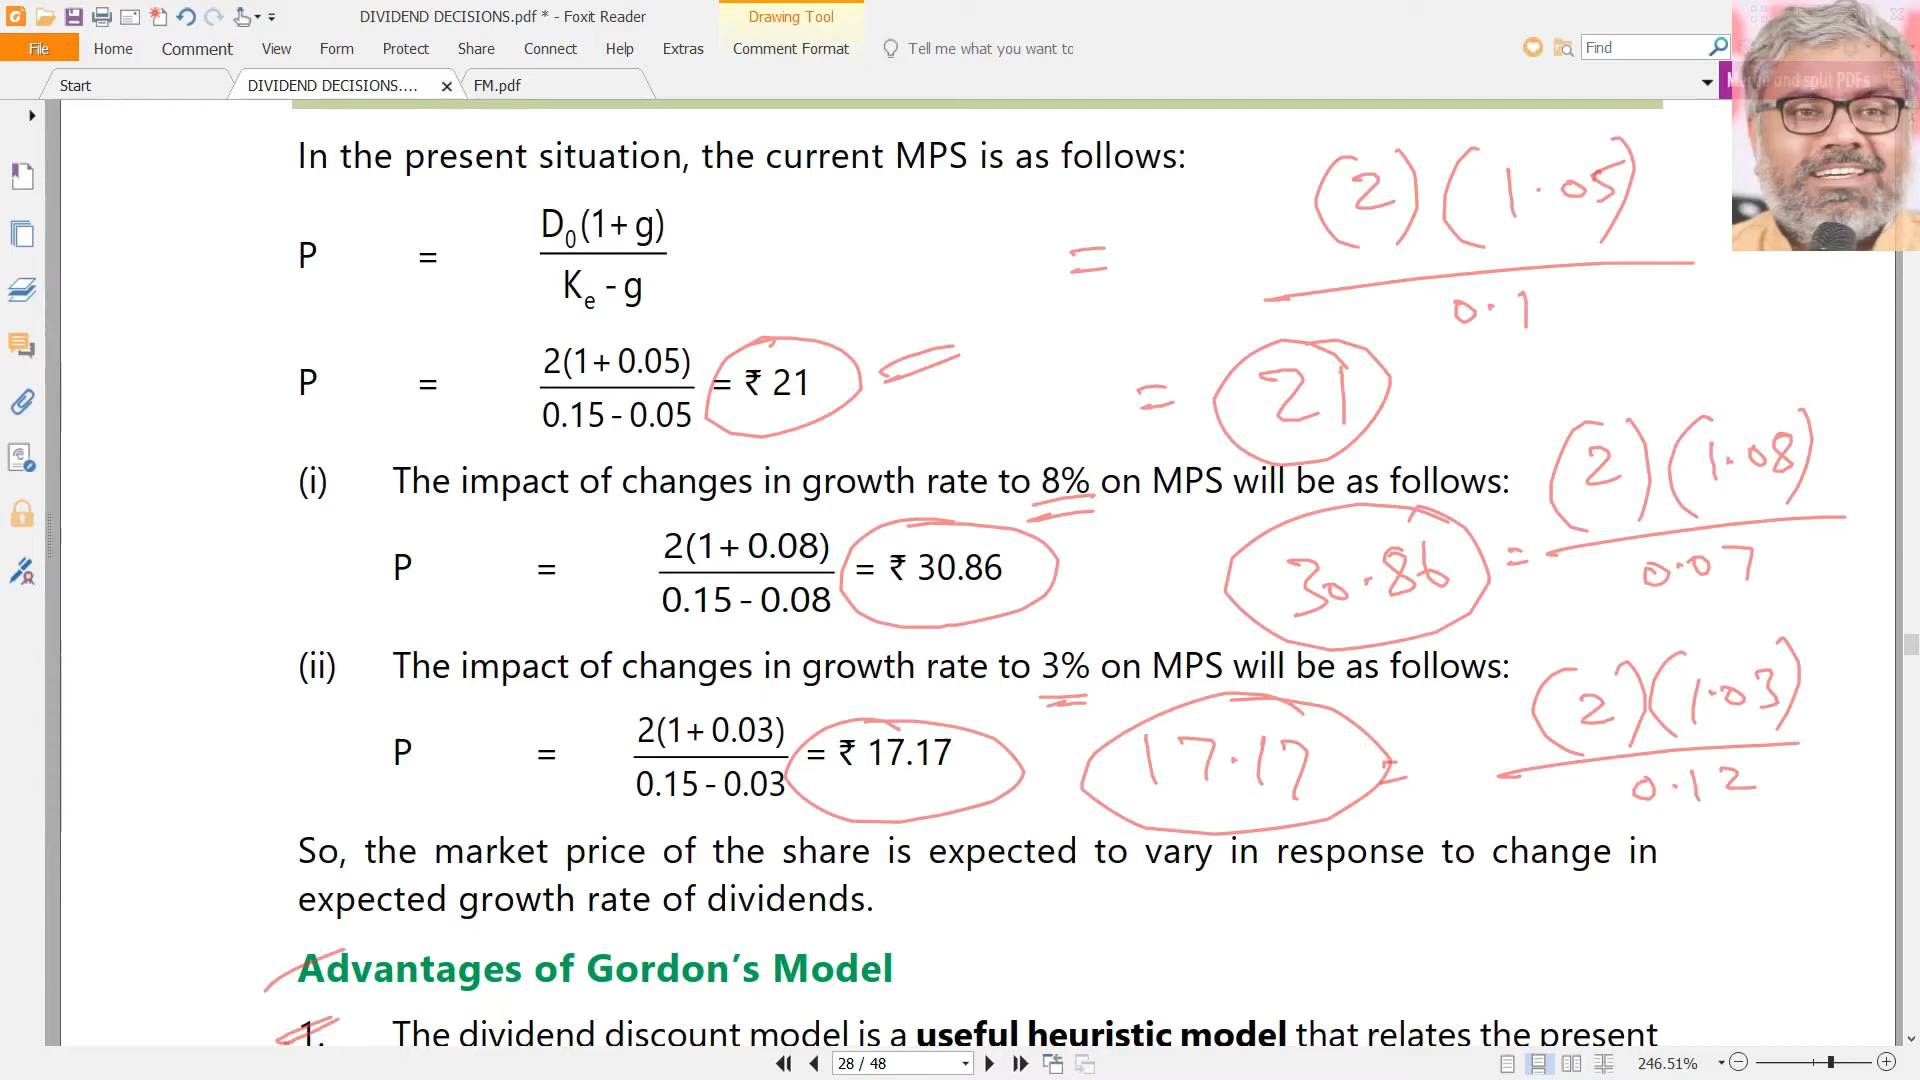 DIVIDEND DECISIONS.pdf * - Foxit Reader
Drawing Tool
File Home Comment View Form Protect Share Connect Help Extras Comment Format Tell me what you want to Find
Start DIVIDEND DECISIONS.... FM.pdf
In the present situation, the current MPS is as follows:
P = D₀(1+ g) / Kₑ - g = (2)(1.05) / 0.1
P = 2(1+ 0.05) / 0.15 - 0.05 = ₹ 21 = 21
(i) The impact of changes in growth rate to 8% on MPS will be as follows:
P = 2(1+ 0.08) / 0.15 - 0.08 = ₹ 30.86 30.86 = (2)(1.08) / 0.07
(ii) The impact of changes in growth rate to 3% on MPS will be as follows:
P = 2(1+ 0.03) / 0.15 - 0.03 = ₹ 17.17 17.17 = (2)(1.03) / 0.12
So, the market price of the share is expected to vary in response to change in
expected growth rate of dividends.
Advantages of Gordon's Model
1. The dividend discount model is a useful heuristic model that relates the present
28 / 48 246.51%